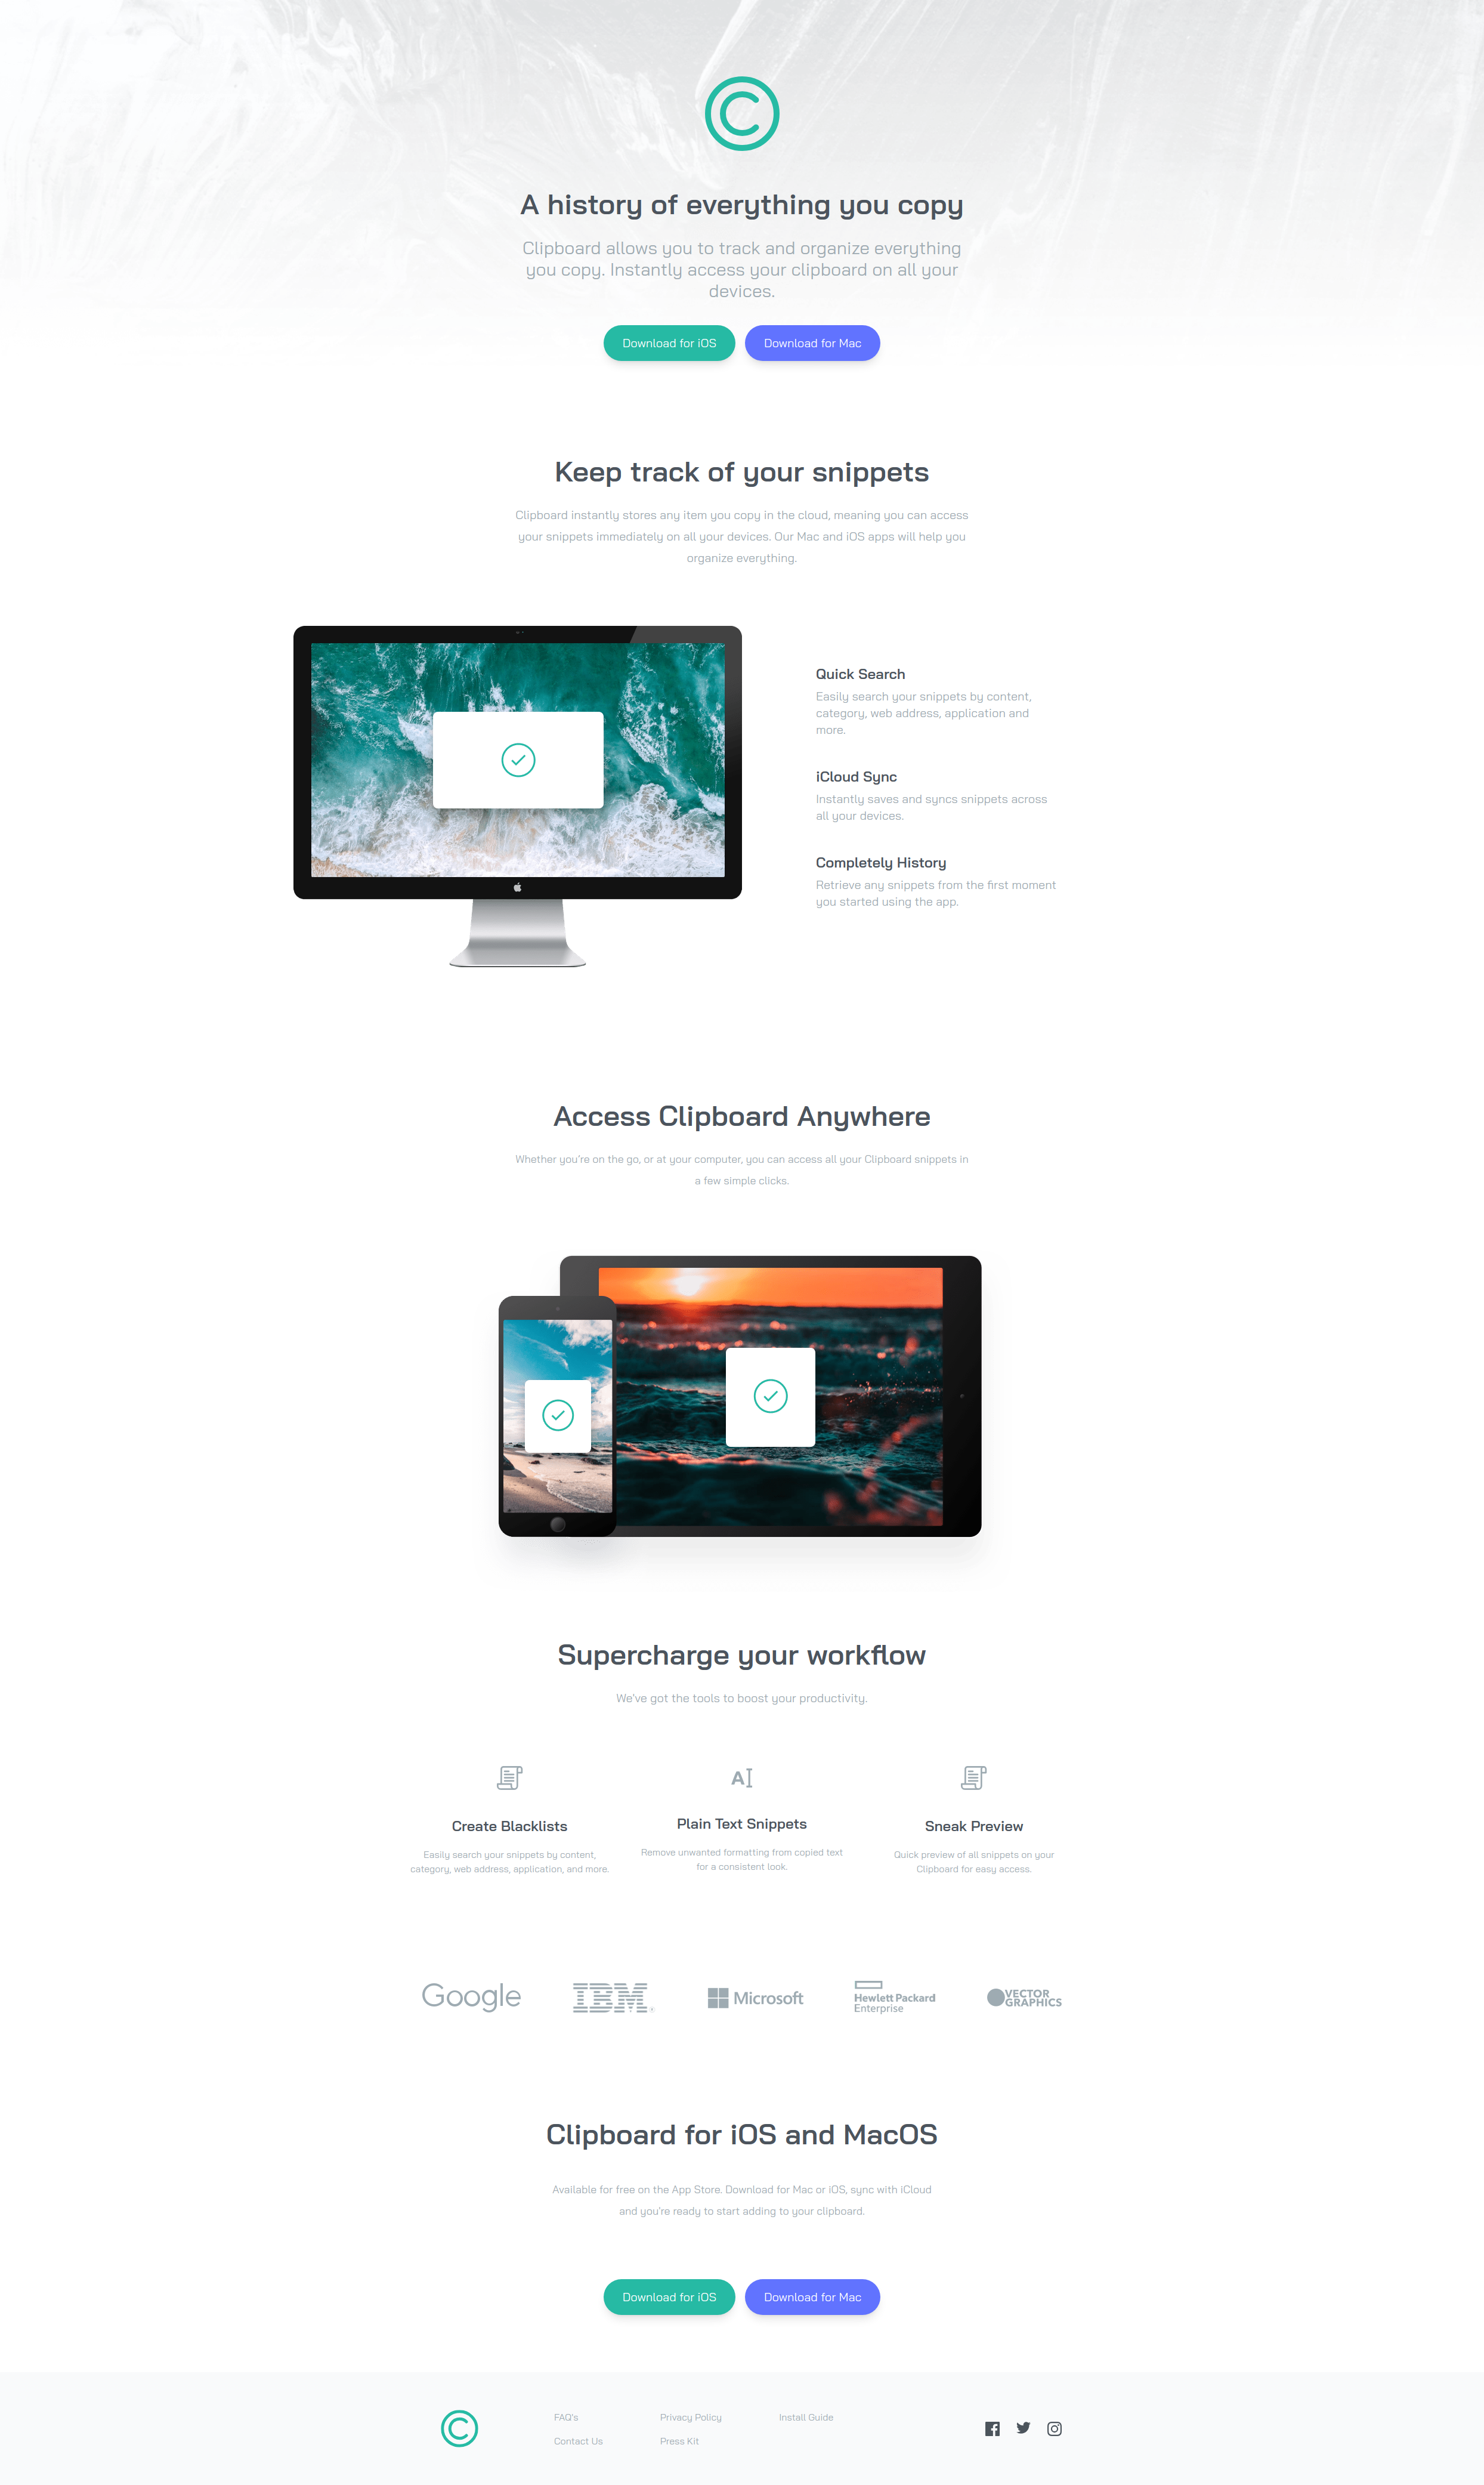 A history of everything you copy
Clipboard allows you to track and organize everything
you copy. Instantly access your clipboard on all your
devices.
Download for iOS
Download for Mac
Keep track of your snippets
Clipboard instantly stores any item you copy in the cloud, meaning you can access
your snippets immediately on all your devices. Our Mac and iOS apps will help you
organize everything.
Quick Search
Easily search your snippets by content,
category, web address, application and
more.
iCloud Sync
Instantly saves and syncs snippets across
all your devices.
Completely History
Retrieve any snippets from the first moment
you started using the app.
Access Clipboard Anywhere
Whether you’re on the go, or at your computer, you can access all your Clipboard snippets in
a few simple clicks.
Supercharge your workflow
We've got the tools to boost your productivity.
Create Blacklists
Easily search your snippets by content,
category, web address, application, and more.
Plain Text Snippets
Remove unwanted formatting from copied text
for a consistent look.
Sneak Preview
Quick preview of all snippets on your
Clipboard for easy access.
Google
IBM
Microsoft
Hewlett Packard
Enterprise
VECTOR
GRAPHICS
Clipboard for iOS and MacOS
Available for free on the App Store. Download for Mac or iOS, sync with iCloud
and you’re ready to start adding to your clipboard.
Download for iOS
Download for Mac
FAQ's
Contact Us
Privacy Policy
Press Kit
Install Guide